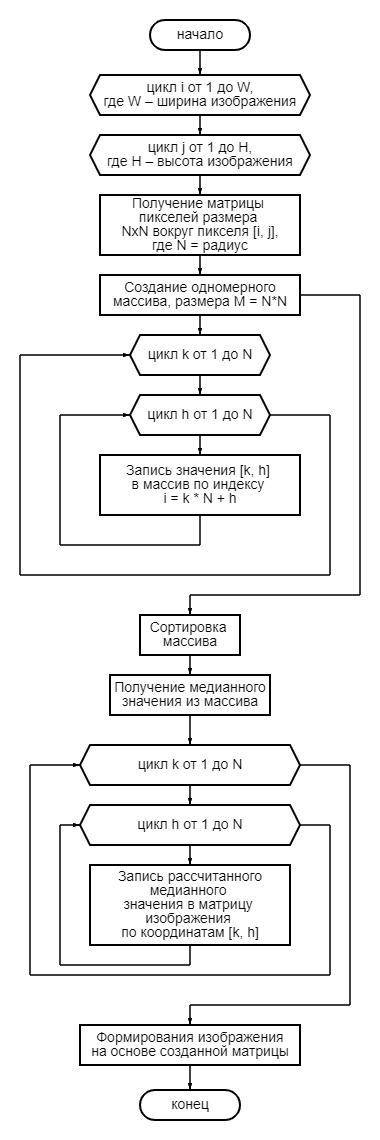 начало
цикл i от 1 до W,
где W – ширина изображения
цикл j от 1 до H,
где H – высота изображения
Получение матрицы
пикселей размера
NxN вокруг пикселя [i, j],
где N = радиус
Создание одномерного
массива, размера M = N*N
цикл k от 1 до N
цикл h от 1 до N
Запись значения [k, h]
в массив по индексу
i = k * N + h
Сортировка
массива
Получение медианного
значения из массива
цикл k от 1 до N
цикл h от 1 до N
Запись рассчитанного
медианного
значения в матрицу
изображения
по координатам [k, h]
Формирования изображения
на основе созданной матрицы
конец